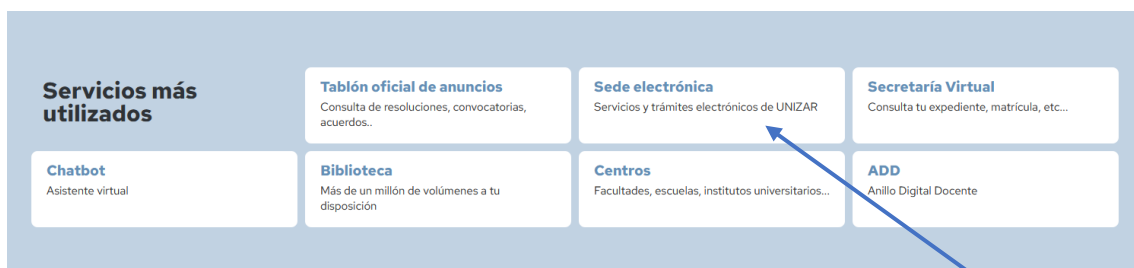 Servicios más
utilizados
Tablón oficial de anuncios
Consulta de resoluciones, convocatorias,
acuerdos..
Sede electrónica
Servicios y trámites electrónicos de UNIZAR
Secretaría Virtual
Consulta tu expediente, matrícula, etc...
Chatbot
Asistente virtual
Biblioteca
Más de un millón de volúmenes a tu
disposición
Centros
Facultades, escuelas, institutos universitarios...
ADD
Anillo Digital Docente